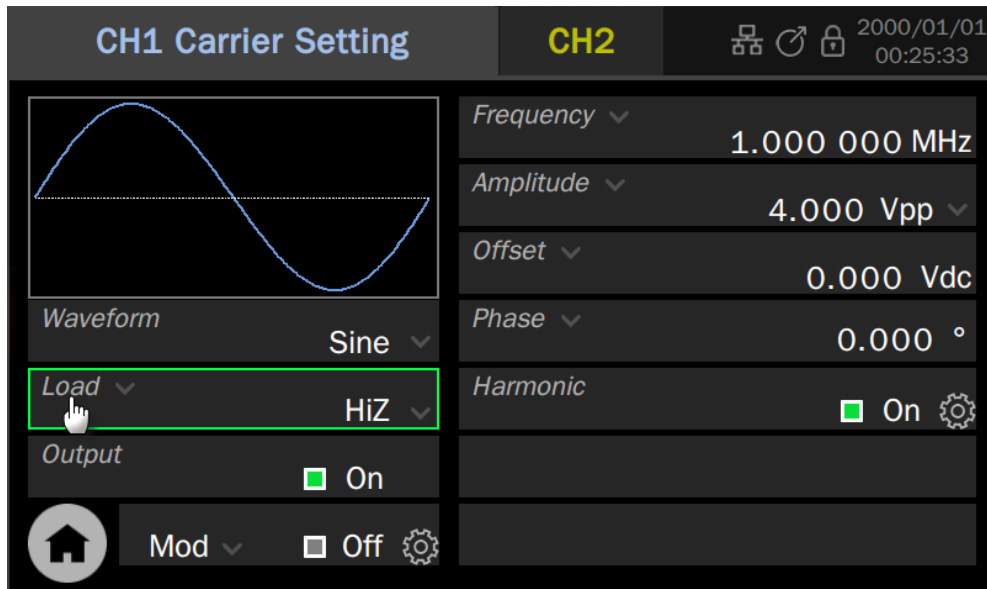 CH1 Carrier Setting
CH2
2000/01/01
00:25:33
Frequency
1.000 000 MHz
Amplitude
4.000 Vpp
Offset
0.000 Vdc
Waveform
Sine
Phase
0.000 °
Load
HiZ
Harmonic
On
Output
On
Mod
Off